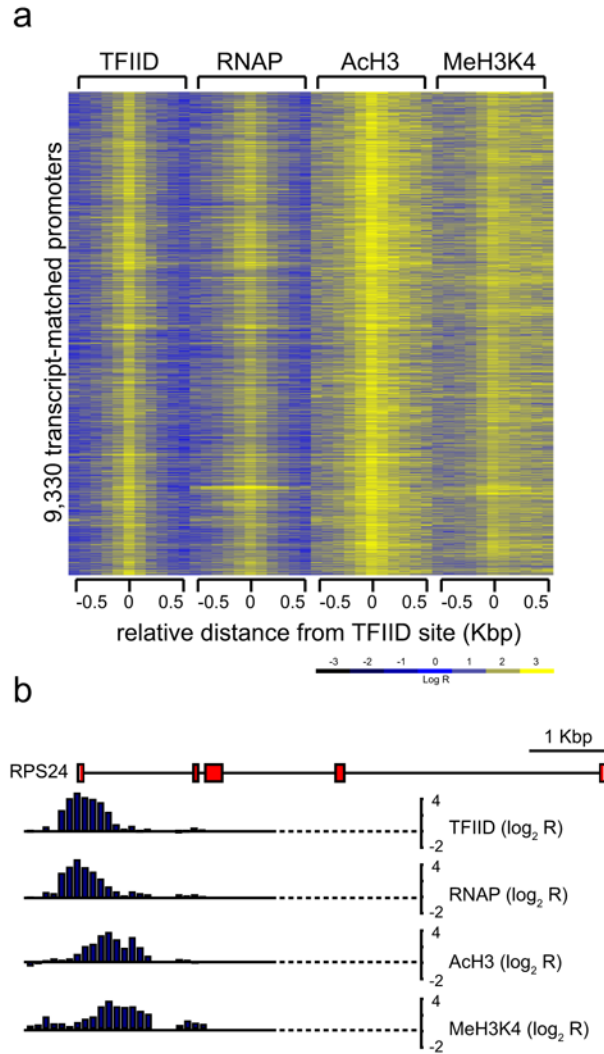 a
TFIID RNAP AcH3 MeH3K4
9,330 transcript-matched promoters
-0.5 0 0.5 -0.5 0 0.5 -0.5 0 0.5 -0.5 0 0.5
relative distance from TFIID site (Kbp)
-3 -2 -1 0 1 2 3
Log R
b
1 Kbp
RPS24
4
TFIID (log2 R)
-2
4
RNAP (log2 R)
-2
4
AcH3 (log2 R)
-2
4
MeH3K4 (log2 R)
-2